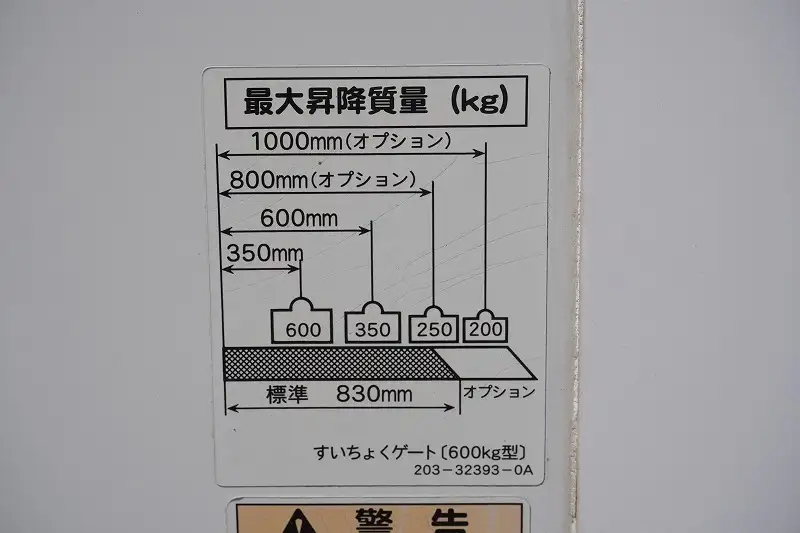 最大昇降質量 (kg)
1000mm(オプション)
800mm(オプション)
600mm
350mm
600 350 250 200
標準 830mm オプション
すいちょくゲート〔600kg型〕
203-32393-0A
警告